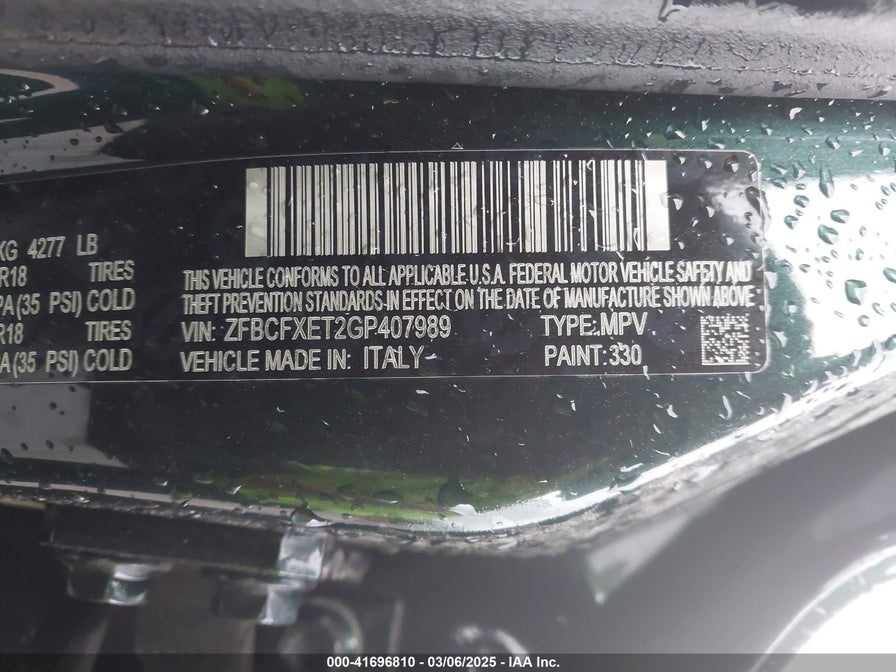 KG 4277 LB
R18 TIRES
PA (35 PSI) COLD
R18 TIRES
PA (35 PSI) COLD
THIS VEHICLE CONFORMS TO ALL APPLICABLE U.S.A. FEDERAL MOTOR VEHICLE SAFETY AND
THEFT PREVENTION STANDARDS IN EFFECT ON THE DATE OF MANUFACTURE SHOWN ABOVE
VIN: ZFBCFXET2GP407989 TYPE: MPV
VEHICLE MADE IN: ITALY PAINT: 330
000-41696810 - 03/06/2025 - IAA Inc.